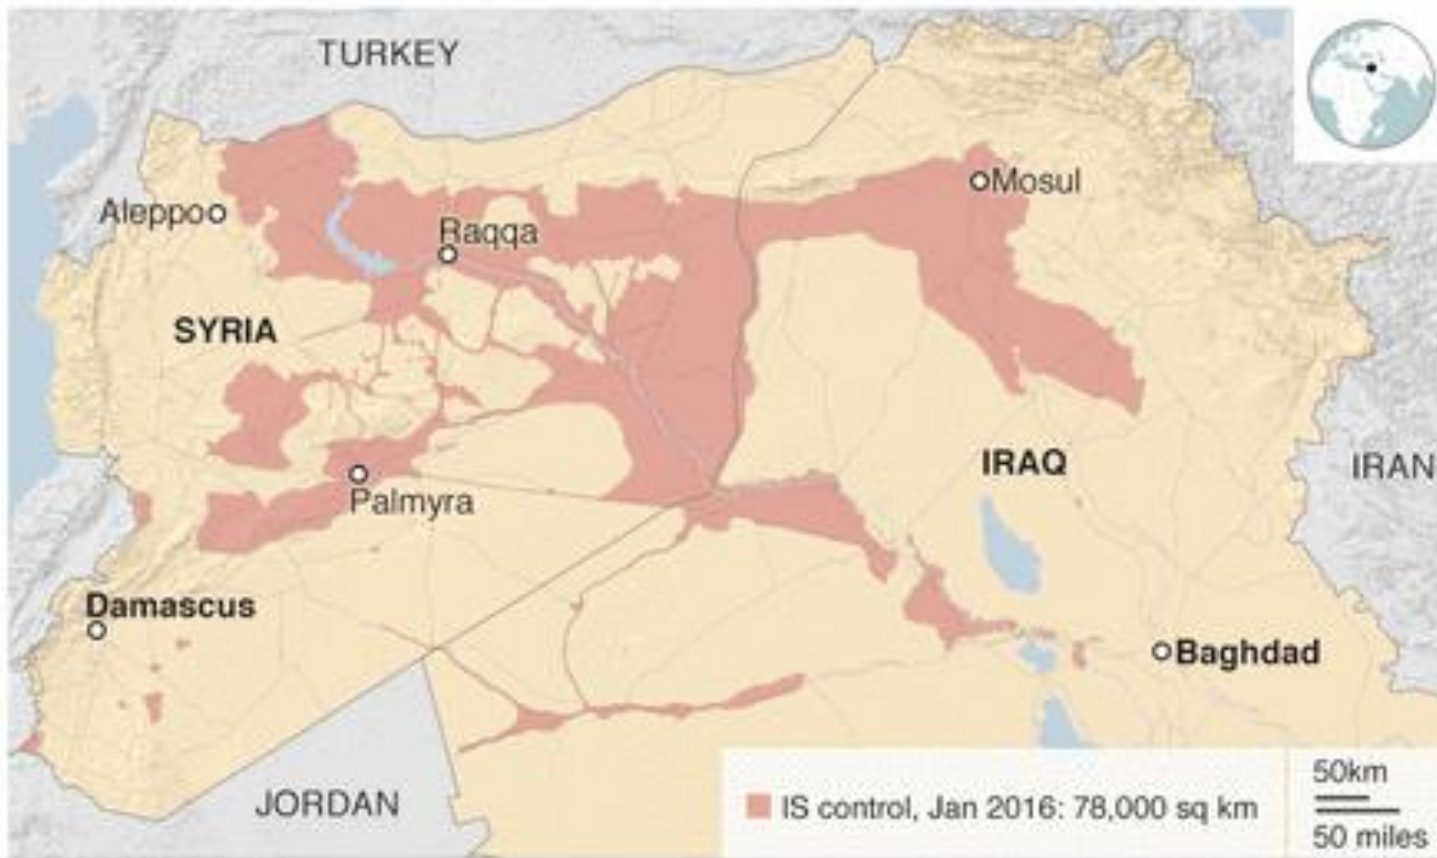 TURKEY
Mosul
Aleppo
Raqqa
SYRIA
IRAQ
IRAN
Palmyra
Damascus
Baghdad
JORDAN
IS control, Jan 2016: 78,000 sq km
50km
50 miles